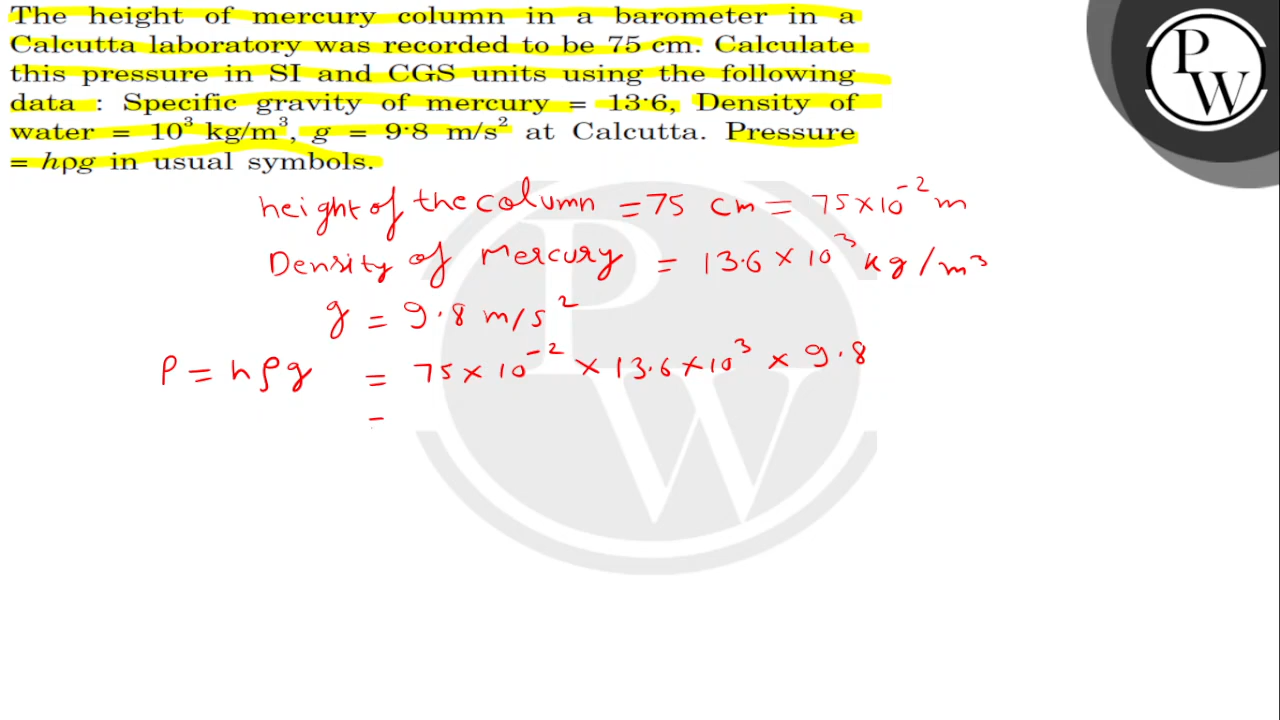 The height of mercury column in a barometer in a
Calcutta laboratory was recorded to be 75 cm. Calculate
this pressure in SI and CGS units using the following
data : Specific gravity of mercury = 13·6, Density of
water = 10³ kg/m³, g = 9·8 m/s² at Calcutta. Pressure
= hρg in usual symbols.
PW
height of the column = 75 cm = 75×10⁻² m
Density of Mercury = 13.6 × 10³ kg/m³
g = 9.8 m/s²
P = hρg = 75×10⁻² × 13.6×10³ × 9.8
=
PW